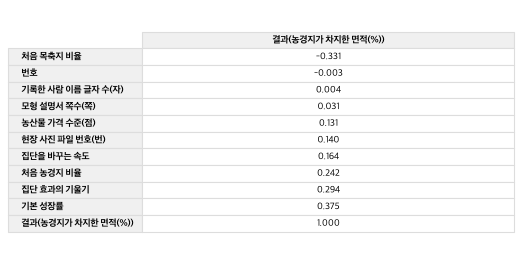 결과(농경지가 차지한 면적(%))
처음 목축지 비율 -0.331
번호 -0.003
기록한 사람 이름 글자 수(자) 0.004
모형 설명서 쪽수(쪽) 0.031
농산물 가격 수준(점) 0.131
현장 사진 파일 번호(번) 0.140
집단을 바꾸는 속도 0.164
처음 농경지 비율 0.242
집단 효과의 기울기 0.294
기본 성장률 0.375
결과(농경지가 차지한 면적(%)) 1.000